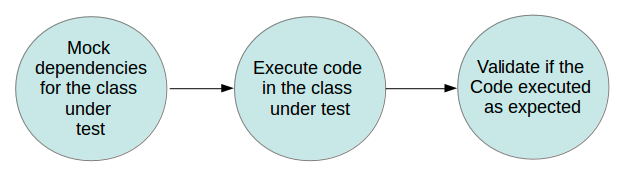 Mock
dependencies
for the class
under
test
Execute code
in the class
under test
Validate if the
Code executed
as expected